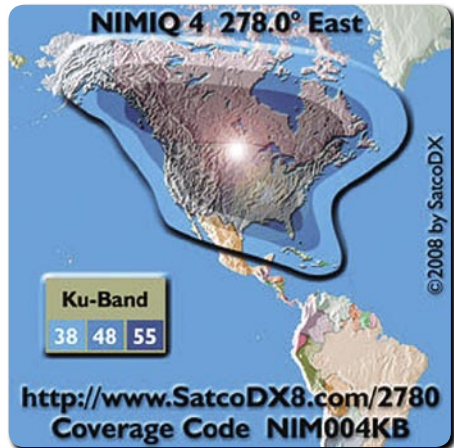 NIMIQ 4 278.0° East
©2008 by SatcoDX
Ku-Band
38 48 55
http://www.SatcoDX8.com/2780
Coverage Code NIM004KB